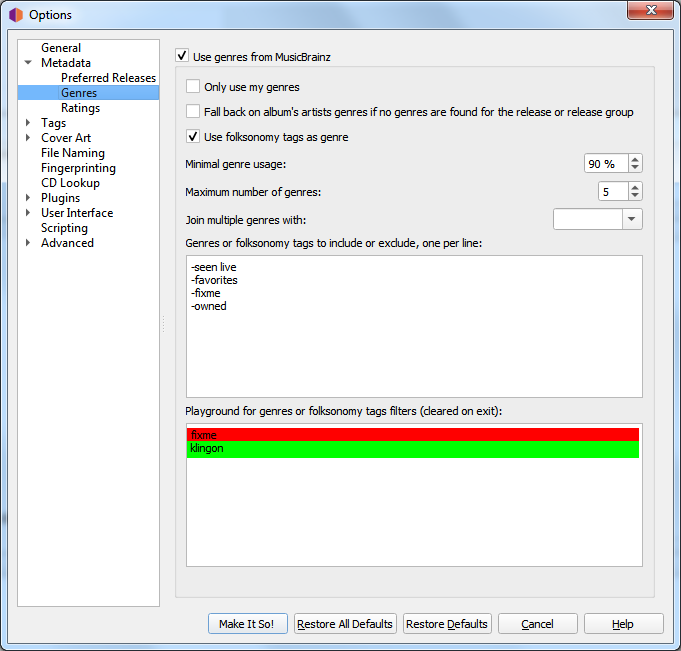 Options
General
Metadata
Preferred Releases
Genres
Ratings
Tags
Cover Art
File Naming
Fingerprinting
CD Lookup
Plugins
User Interface
Scripting
Advanced
Use genres from MusicBrainz
Only use my genres
Fall back on album's artists genres if no genres are found for the release or release group
Use folksonomy tags as genre
Minimal genre usage: 90 %
Maximum number of genres: 5
Join multiple genres with:
Genres or folksonomy tags to include or exclude, one per line:
-seen live
-favorites
-fixme
-owned
Playground for genres or folksonomy tags filters (cleared on exit):
fixme
klingon
Make It So! Restore All Defaults Restore Defaults Cancel Help